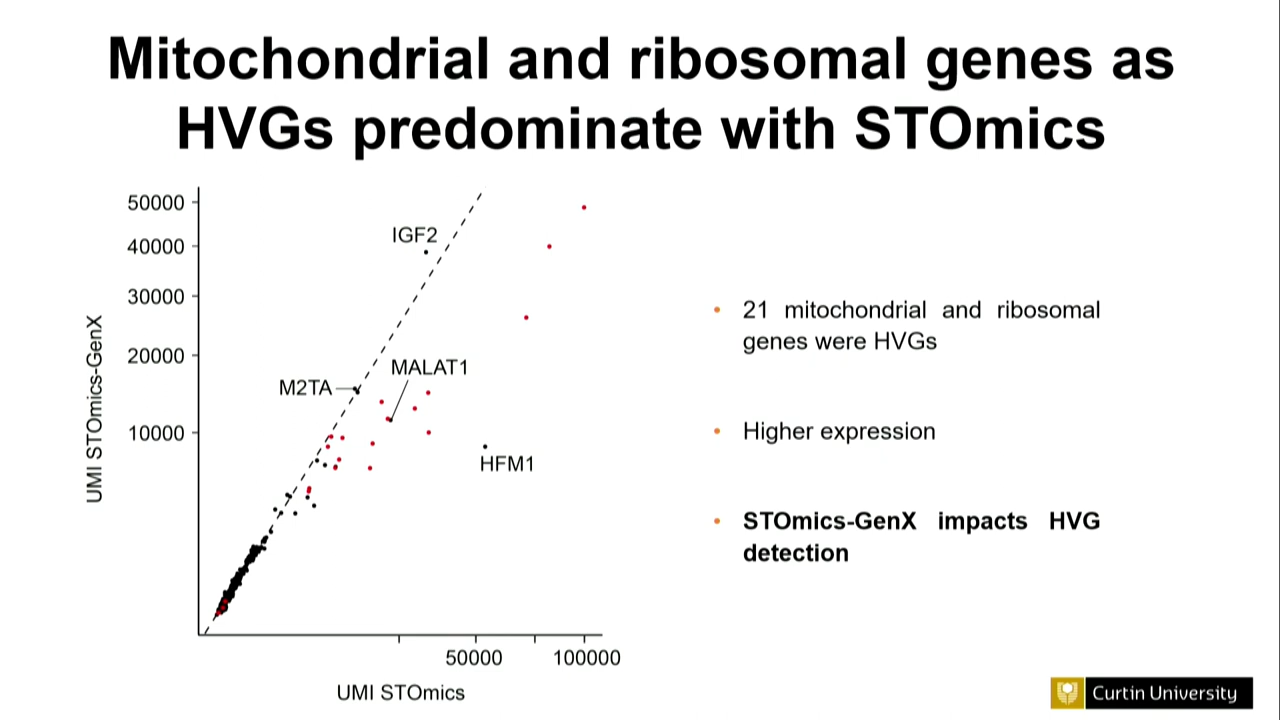 Mitochondrial and ribosomal genes as
HVGs predominate with STOmics
50000
40000
30000
20000
10000
UMI STOmics-GenX
IGF2
M2TA
MALAT1
HFM1
50000
100000
UMI STOmics
• 21 mitochondrial and ribosomal
genes were HVGs
• Higher expression
• STOmics-GenX impacts HVG
detection
Curtin University